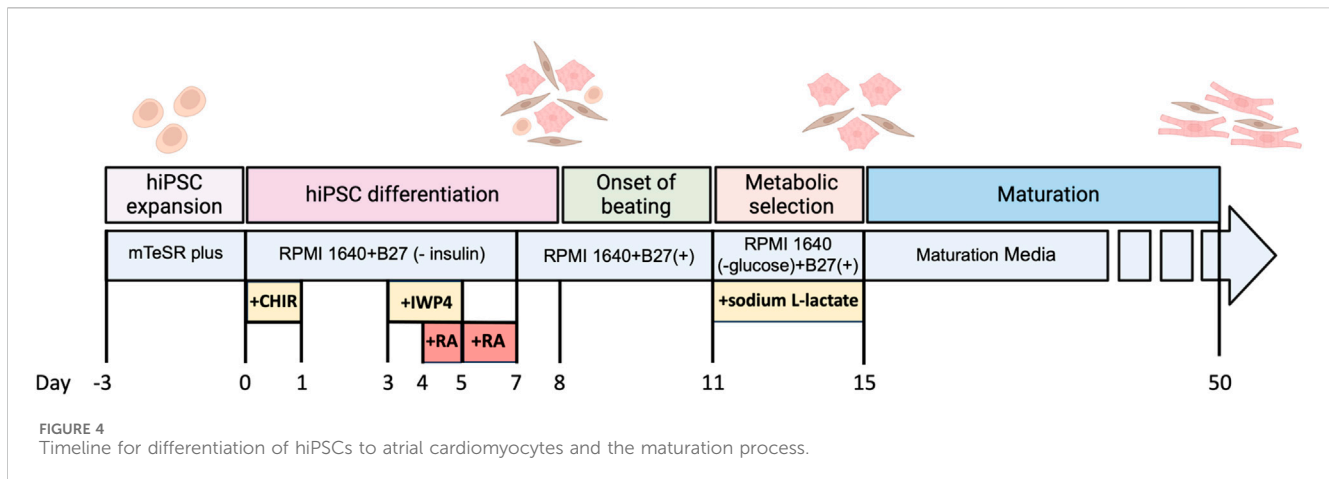 hiPSC
expansion
hiPSC differentiation
Onset of
beating
Metabolic
selection
Maturation
mTeSR plus
RPMI 1640+B27 (- insulin)
RPMI 1640+B27(+)
RPMI 1640
(-glucose)+B27(+)
Maturation Media
+CHIR
+IWP4
+sodium L-lactate
+RA
+RA
Day -3 0 1 3 4 5 7 8 11 15 50
FIGURE 4
Timeline for differentiation of hiPSCs to atrial cardiomyocytes and the maturation process.